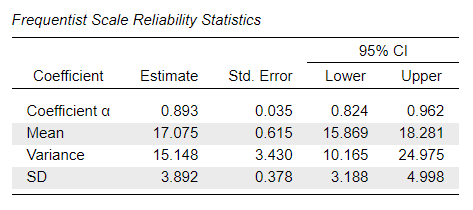 Frequentist Scale Reliability Statistics
95% CI
Coefficient Estimate Std. Error Lower Upper
Coefficient α 0.893 0.035 0.824 0.962
Mean 17.075 0.615 15.869 18.281
Variance 15.148 3.430 10.165 24.975
SD 3.892 0.378 3.188 4.998